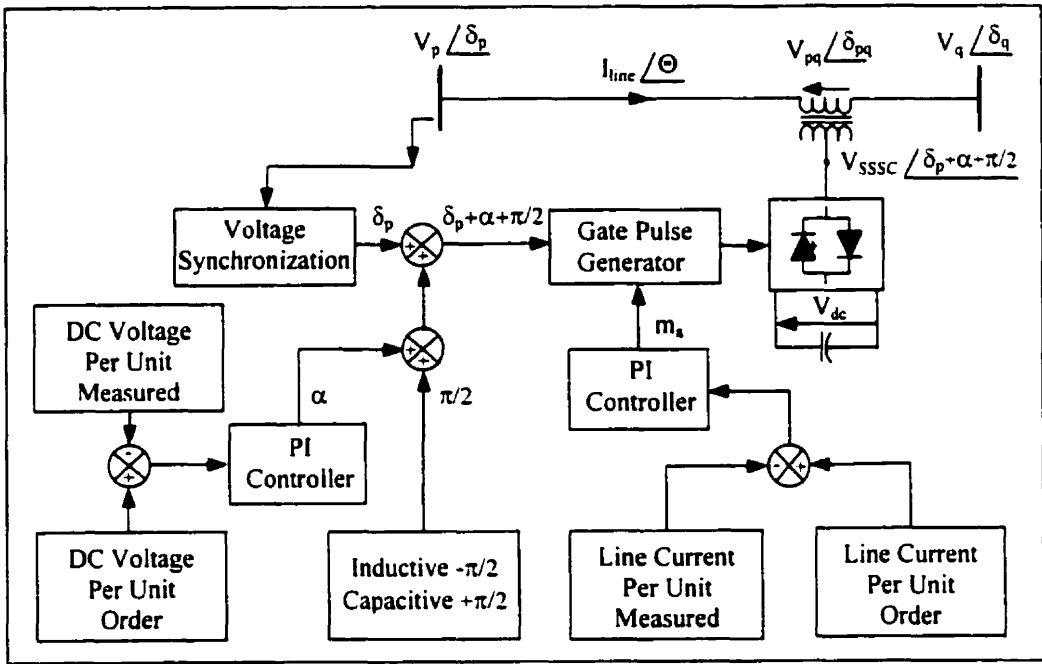 V_p /δ_p
V_pq /δ_pq
V_q /δ_q
I_line /Θ
V_SSSC /δ_p+α+π/2
Voltage
Synchronization
δ_p
+
+
δ_p+α+π/2
Gate Pulse
Generator
V_dc
DC Voltage
Per Unit
Measured
α
+
+
π/2
m_a
PI
Controller
-
+
PI
Controller
-
+
DC Voltage
Per Unit
Order
Inductive -π/2
Capacitive +π/2
Line Current
Per Unit
Measured
Line Current
Per Unit
Order